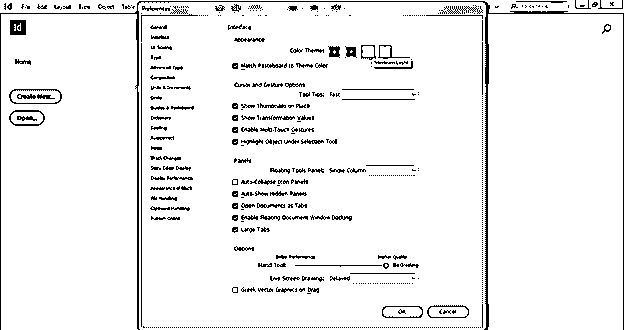 Id File Edit Layout Type Object Table
Preferences
Id
Home
Create New...
Open...
General
Interface
UI Scaling
Type
Advanced Type
Composition
Units & Increments
Grids
Guides & Pasteboard
Dictionary
Spelling
Autocorrect
Notes
Track Changes
Story Editor Display
Display Performance
Appearance of Black
File Handling
Clipboard Handling
Publish Online
Interface
Appearance
Color Theme:
Medium Light
Match Pasteboard to Theme Color
Cursor and Gesture Options
Tool Tips: Fast
Show Thumbnails on Place
Show Transformation Values
Enable Multi-Touch Gestures
Highlight Object Under Selection Tool
Panels
Floating Tools Panel: Single Column
Auto-Collapse Icon Panels
Auto-Show Hidden Panels
Open Documents as Tabs
Enable Floating Document Window Docking
Large Tabs
Options
Better Performance Higher Quality
Hand Tool: No Greeking
Live Screen Drawing: Delayed
Greek Vector Graphics on Drag
OK Cancel